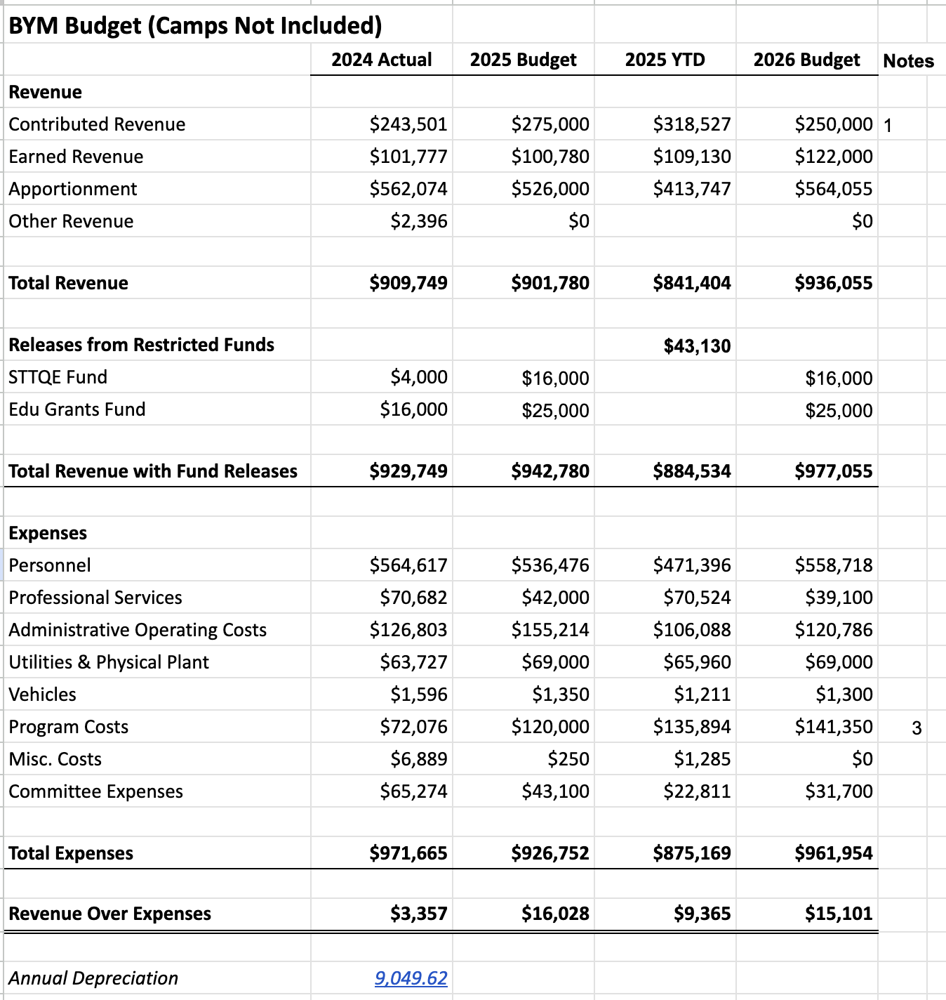 BYM Budget (Camps Not Included)
2024 Actual 2025 Budget 2025 YTD 2026 Budget Notes
Revenue
Contributed Revenue $243,501 $275,000 $318,527 $250,000 1
Earned Revenue $101,777 $100,780 $109,130 $122,000
Apportionment $562,074 $526,000 $413,747 $564,055
Other Revenue $2,396 $0 $0
Total Revenue $909,749 $901,780 $841,404 $936,055
Releases from Restricted Funds $43,130
STTQE Fund $4,000 $16,000 $16,000
Edu Grants Fund $16,000 $25,000 $25,000
Total Revenue with Fund Releases $929,749 $942,780 $884,534 $977,055
Expenses
Personnel $564,617 $536,476 $471,396 $558,718
Professional Services $70,682 $42,000 $70,524 $39,100
Administrative Operating Costs $126,803 $155,214 $106,088 $120,786
Utilities & Physical Plant $63,727 $69,000 $65,960 $69,000
Vehicles $1,596 $1,350 $1,211 $1,300
Program Costs $72,076 $120,000 $135,894 $141,350 3
Misc. Costs $6,889 $250 $1,285 $0
Committee Expenses $65,274 $43,100 $22,811 $31,700
Total Expenses $971,665 $926,752 $875,169 $961,954
Revenue Over Expenses $3,357 $16,028 $9,365 $15,101
Annual Depreciation 9,049.62